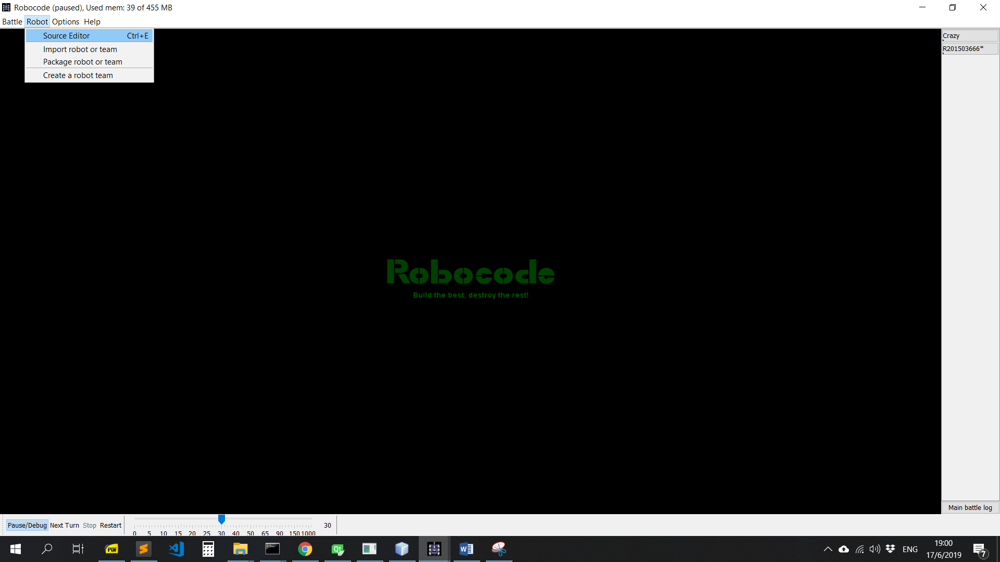 Robocode (paused), Used mem: 39 of 455 MB
Battle Robot Options Help
Source Editor Ctrl+E
Import robot or team
Package robot or team
Create a robot team
Crazy
R201503666*
Robocode
Build the best, destroy the rest!
Main battle log
Pause/Debug Next Turn Stop Restart
30
0 5 10 15 20 25 30 40 50 65 90 150 1000
PDF
Qt
W
ENG
19:00
17/6/2019
7